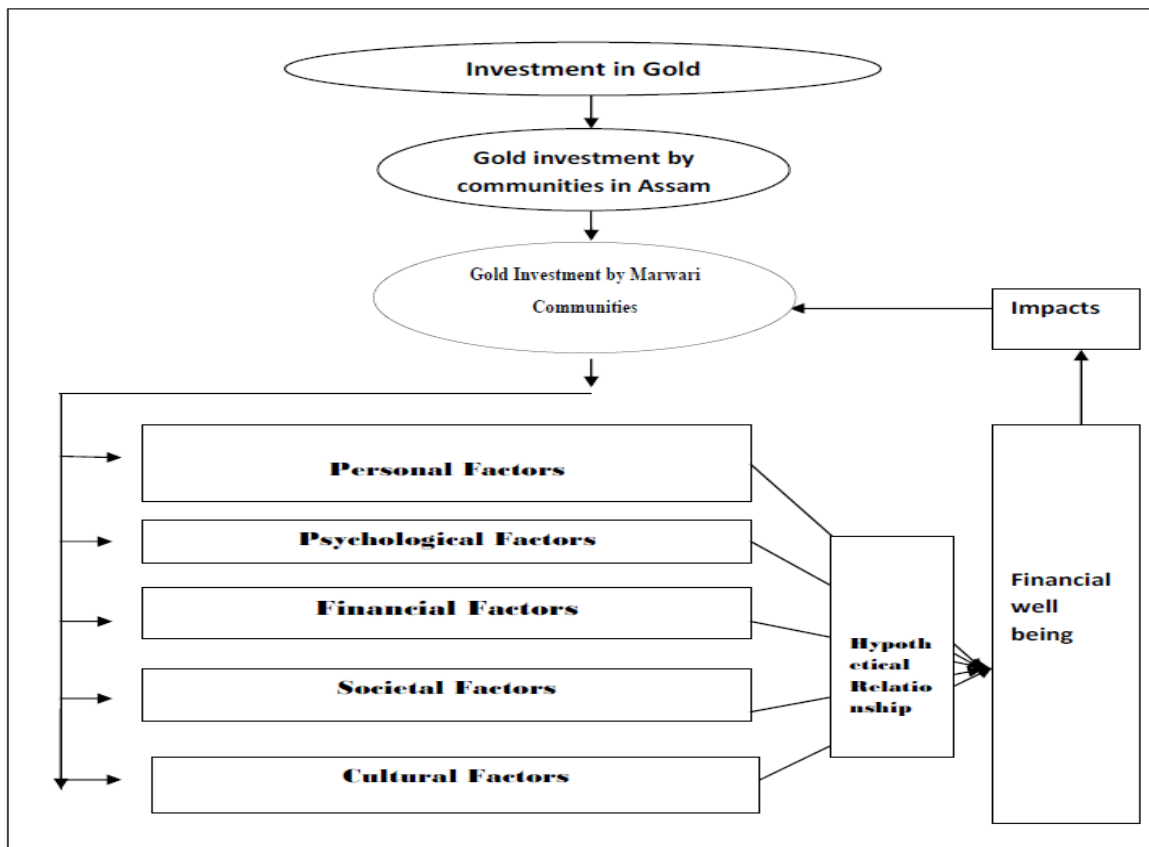 Investment in Gold
Gold investment by
communities in Assam
Gold Investment by Marwari
Communities
Impacts
Personal Factors
Psychological Factors
Financial Factors
Societal Factors
Cultural Factors
Hypoth
etical
Relatio
nship
Financial
well
being